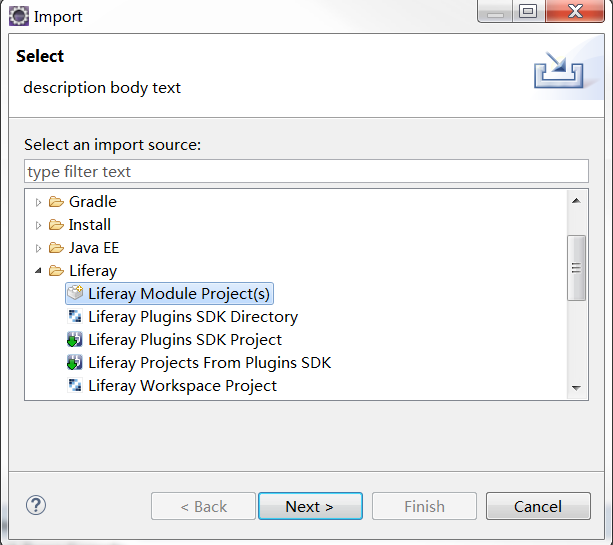 Import
Select
description body text
Select an import source:
type filter text
Gradle
Install
Java EE
Liferay
Liferay Module Project(s)
Liferay Plugins SDK Directory
Liferay Plugins SDK Project
Liferay Projects From Plugins SDK
Liferay Workspace Project
? < Back Next > Finish Cancel